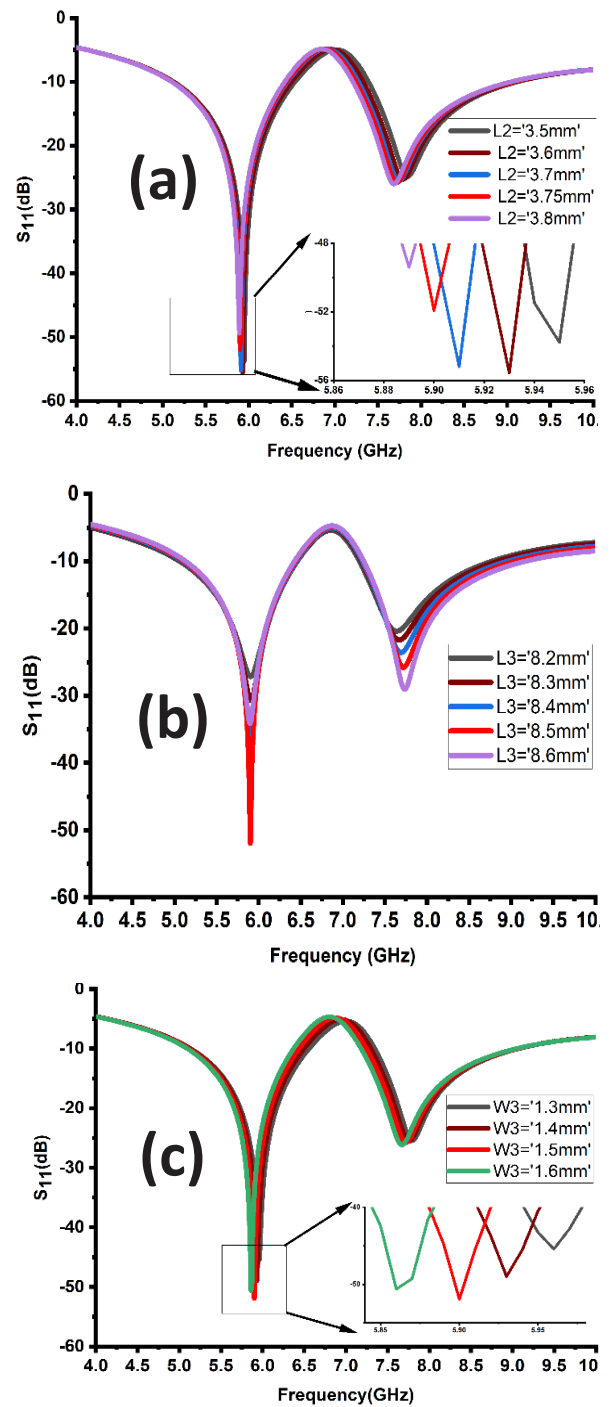 0
-10
-20
-30
-40
-50
-60
S11(dB)
(a)
L2='3.5mm'
L2='3.6mm'
L2='3.7mm'
L2='3.75mm'
L2='3.8mm'
-48
-52
-56
5.86 5.88 5.90 5.92 5.94 5.96
4.0 4.5 5.0 5.5 6.0 6.5 7.0 7.5 8.0 8.5 9.0 9.5 10.
Frequency (GHz)
0
-10
-20
-30
-40
-50
-60
S11(dB)
(b)
L3='8.2mm'
L3='8.3mm'
L3='8.4mm'
L3='8.5mm'
L3='8.6mm'
4.0 4.5 5.0 5.5 6.0 6.5 7.0 7.5 8.0 8.5 9.0 9.5 10.
Frequency (GHz)
0
-10
-20
-30
-40
-50
-60
S11(dB)
(c)
W3='1.3mm'
W3='1.4mm'
W3='1.5mm'
W3='1.6mm'
-40
-50
5.85 5.90 5.95
4.0 4.5 5.0 5.5 6.0 6.5 7.0 7.5 8.0 8.5 9.0 9.5 10.
Frequency(GHz)